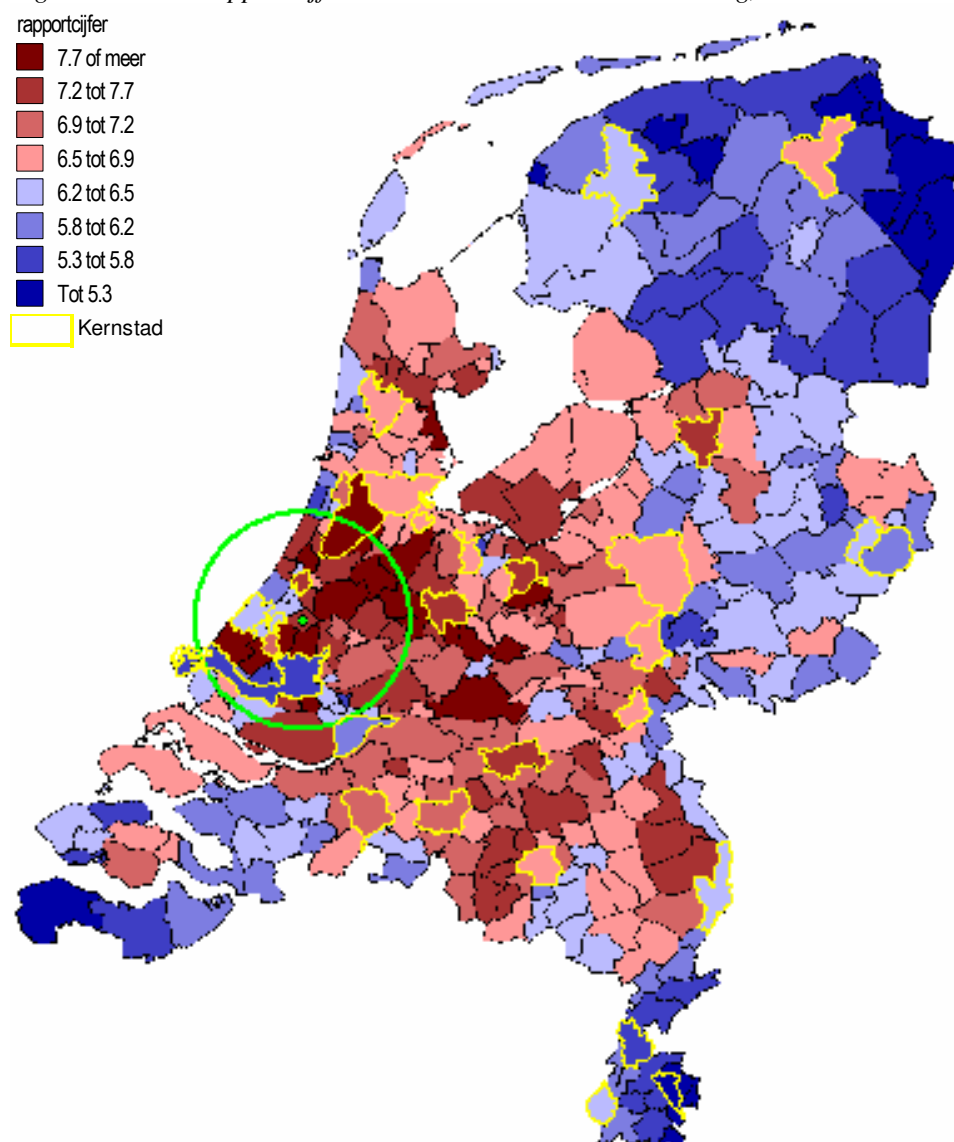 rapportcijfer
7.7 of meer
7.2 tot 7.7
6.9 tot 7.2
6.5 tot 6.9
6.2 tot 6.5
5.8 tot 6.2
5.3 tot 5.8
Tot 5.3
Kernstad